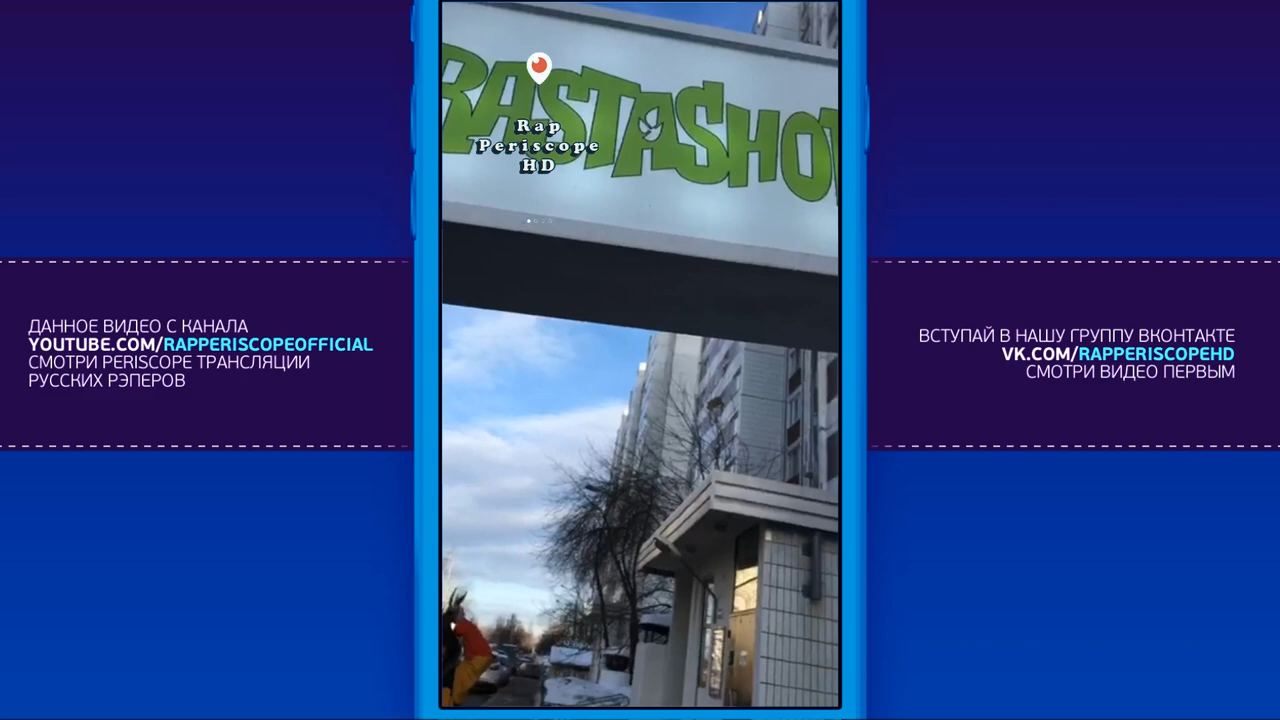 RASTASHOP
Rap
Periscope
HD
ДАННОЕ ВИДЕО С КАНАЛА
YOUTUBE.COM/RAPPERISCOPEOFFICIAL
СМОТРИ PERISCOPE ТРАНСЛЯЦИИ
РУССКИХ РЭПЕРОВ
ВСТУПАЙ В НАШУ ГРУППУ ВКОНТАКТЕ
VK.COM/RAPPERISCOPEHD
СМОТРИ ВИДЕО ПЕРВЫМ